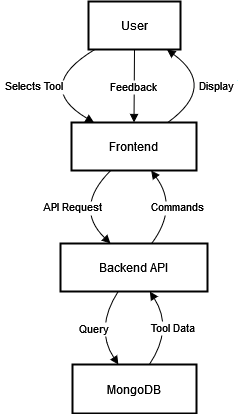 User
Selects Tool
Feedback
Display
Frontend
API Request
Commands
Backend API
Query
Tool Data
MongoDB